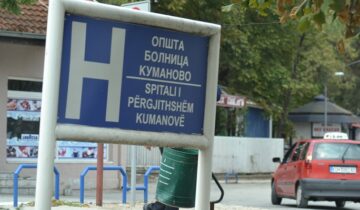 H
ОПШТА
БОЛНИЦА
КУМАНОВО
SPITALI I
PËRGJITHSHËM
KUMANOVË